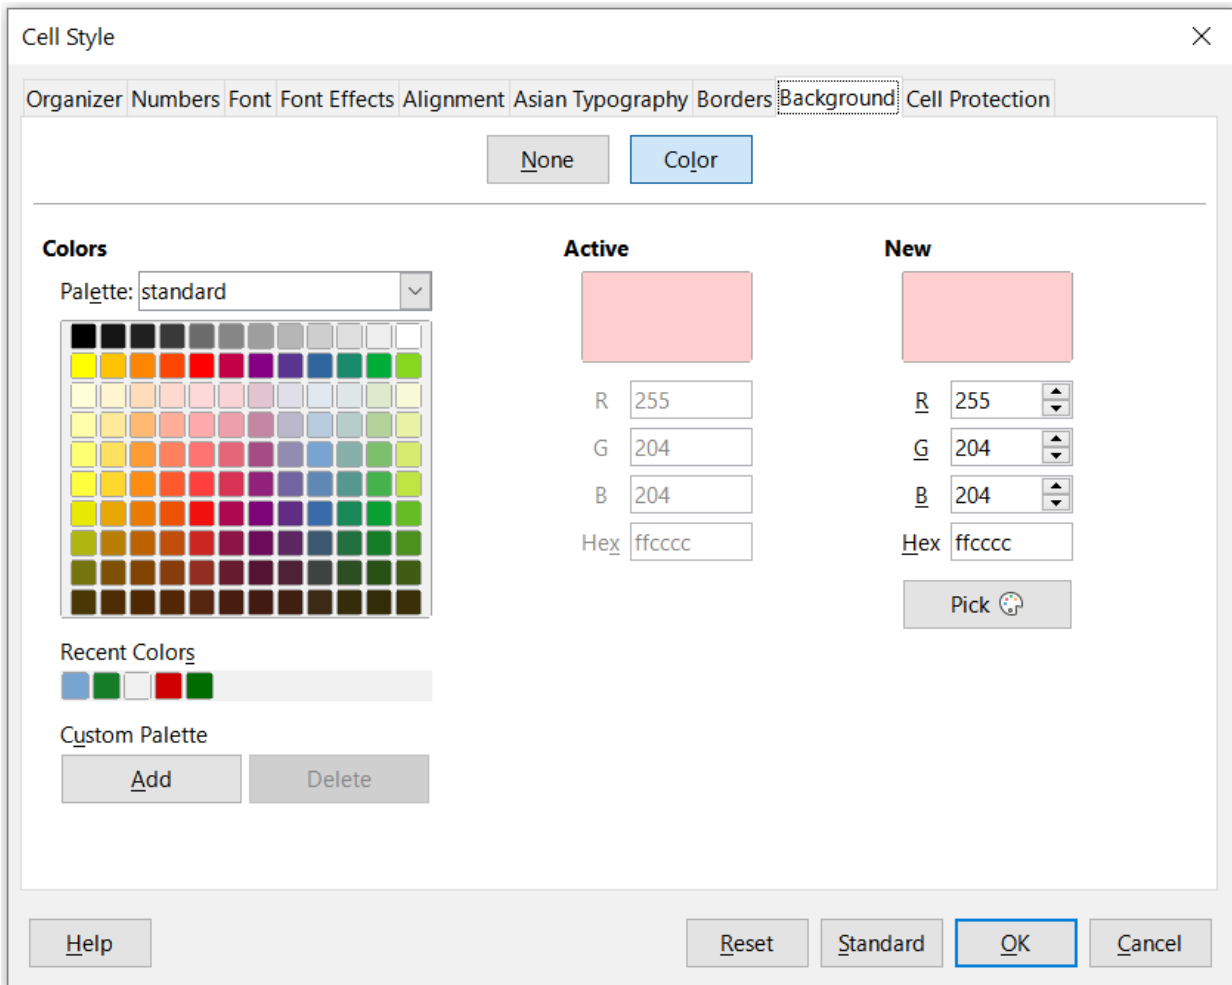 Cell Style
Organizer Numbers Font Font Effects Alignment Asian Typography Borders Background Cell Protection
None Color
Colors Active New
Palette: standard
R 255 R 255
G 204 G 204
B 204 B 204
Hex ffcccc Hex ffcccc
Pick
Recent Colors
Custom Palette
Add Delete
Help Reset Standard OK Cancel